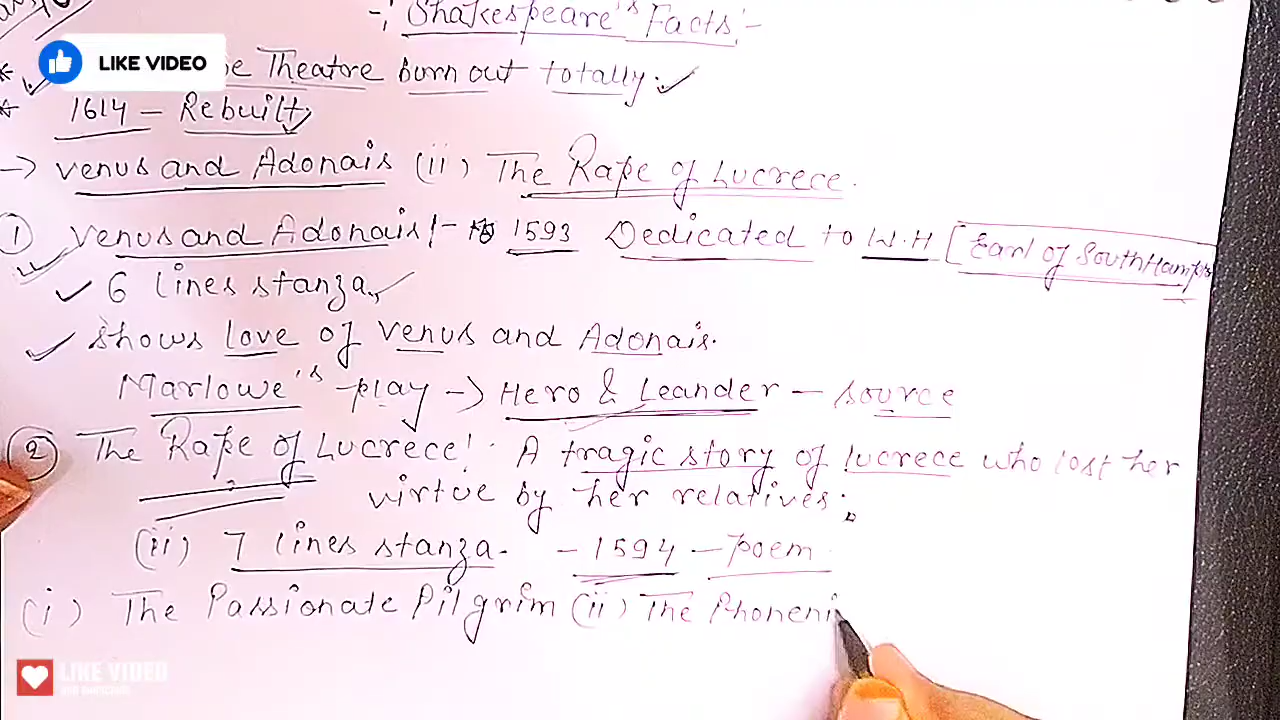 -: Shakespeare's Facts :-
LIKE VIDEO
Theatre burn out totally.
1614 - Rebuilt
→ Venus and Adonais (ii) The Rape of Lucrece.
① Venus and Adonais :- 1593 Dedicated to W.H [Earl of SouthHampt
6 lines stanza.
shows love of Venus and Adonais.
Marlowe's play → Hero & Leander - source
② The Rape of Lucrece: A tragic story of lucrece who lost her
virtue by her relatives.
(ii) 7 lines stanza. - 1594 - poem
(i) The Passionate Pilgrim (ii) The Phoneni
LIKE VIDEO